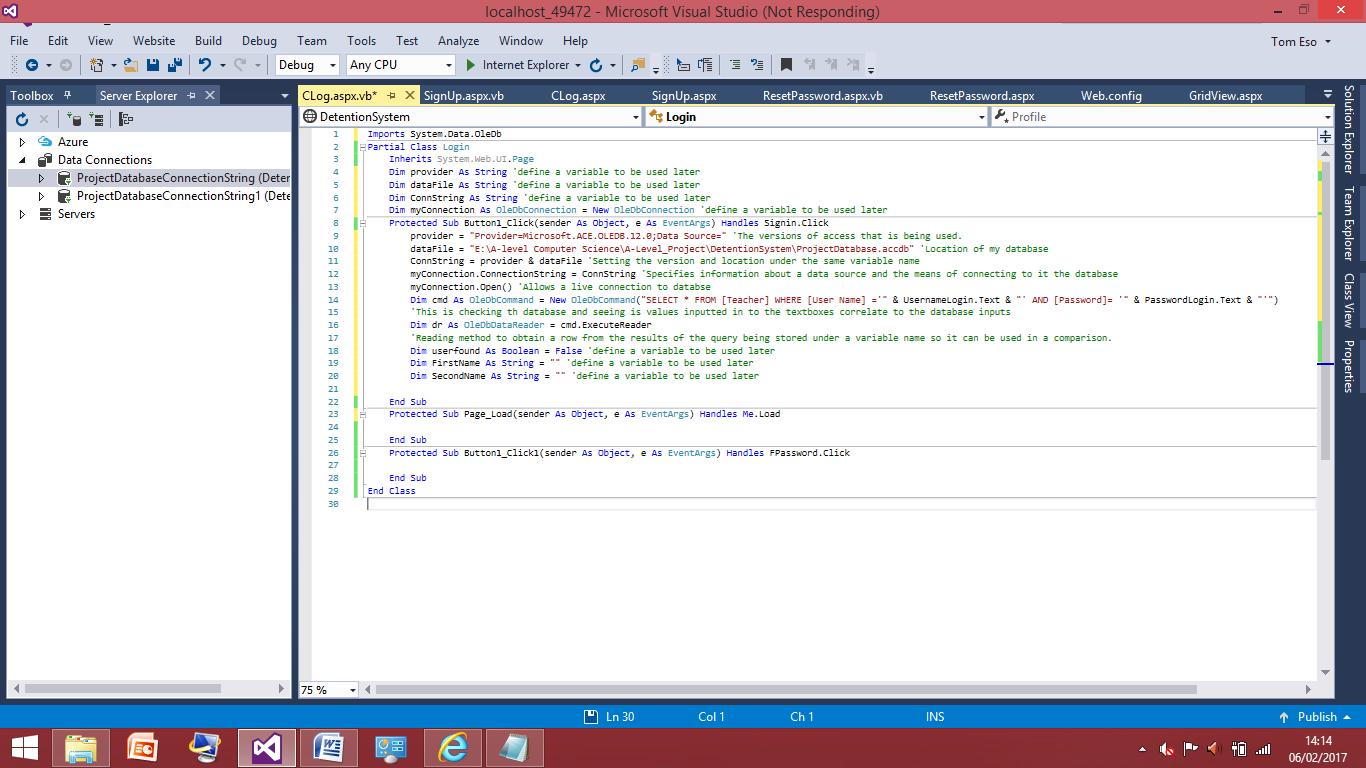 localhost_49472 - Microsoft Visual Studio (Not Responding)
File Edit View Website Build Debug Team Tools Test Analyze Window Help
Tom Eso
Debug Any CPU Internet Explorer
Toolbox Server Explorer
CLog.aspx.vb* SignUp.aspx.vb CLog.aspx SignUp.aspx ResetPassword.aspx.vb ResetPassword.aspx Web.config GridView.aspx
DetentionSystem Login Profile
Azure
Data Connections
ProjectDatabaseConnectionString (Deter
ProjectDatabaseConnectionString1 (Dete
Servers
1 Imports System.Data.OleDb
2 Partial Class Login
3 Inherits System.Web.UI.Page
4 Dim provider As String 'define a variable to be used later
5 Dim dataFile As String 'define a variable to be used later
6 Dim ConnString As String 'define a variable to be used later
7 Dim myConnection As OleDbConnection = New OleDbConnection 'define a variable to be used later
8 Protected Sub Button1_Click(sender As Object, e As EventArgs) Handles Signin.Click
9 provider = "Provider=Microsoft.ACE.OLEDB.12.0;Data Source=" 'The versions of access that is being used.
10 dataFile = "E:\A-level Computer Science\A-Level_Project\DetentionSystem\ProjectDatabase.accdb" 'Location of my database
11 ConnString = provider & dataFile 'Setting the version and location under the same variable name
12 myConnection.ConnectionString = ConnString 'Specifies information about a data source and the means of connecting to it the database
13 myConnection.Open() 'Allows a live connection to databse
14 Dim cmd As OleDbCommand = New OleDbCommand("SELECT * FROM [Teacher] WHERE [User Name] ='" & UsernameLogin.Text & "' AND [Password]= '" & PasswordLogin.Text & "'")
15 'This is checking th database and seeing is values inputted in to the textboxes correlate to the database inputs
16 Dim dr As OleDbDataReader = cmd.ExecuteReader
17 'Reading method to obtain a row from the results of the query being stored under a variable name so it can be used in a comparison.
18 Dim userfound As Boolean = False 'define a variable to be used later
19 Dim FirstName As String = "" 'define a variable to be used later
20 Dim SecondName As String = "" 'define a variable to be used later
21
22 End Sub
23 Protected Sub Page_Load(sender As Object, e As EventArgs) Handles Me.Load
24
25 End Sub
26 Protected Sub Button1_Click1(sender As Object, e As EventArgs) Handles FPassword.Click
27
28 End Sub
29 End Class
30
75 %
Solution Explorer
Team Explorer
Class View
Properties
Ln 30 Col 1 Ch 1 INS Publish
14:14
06/02/2017